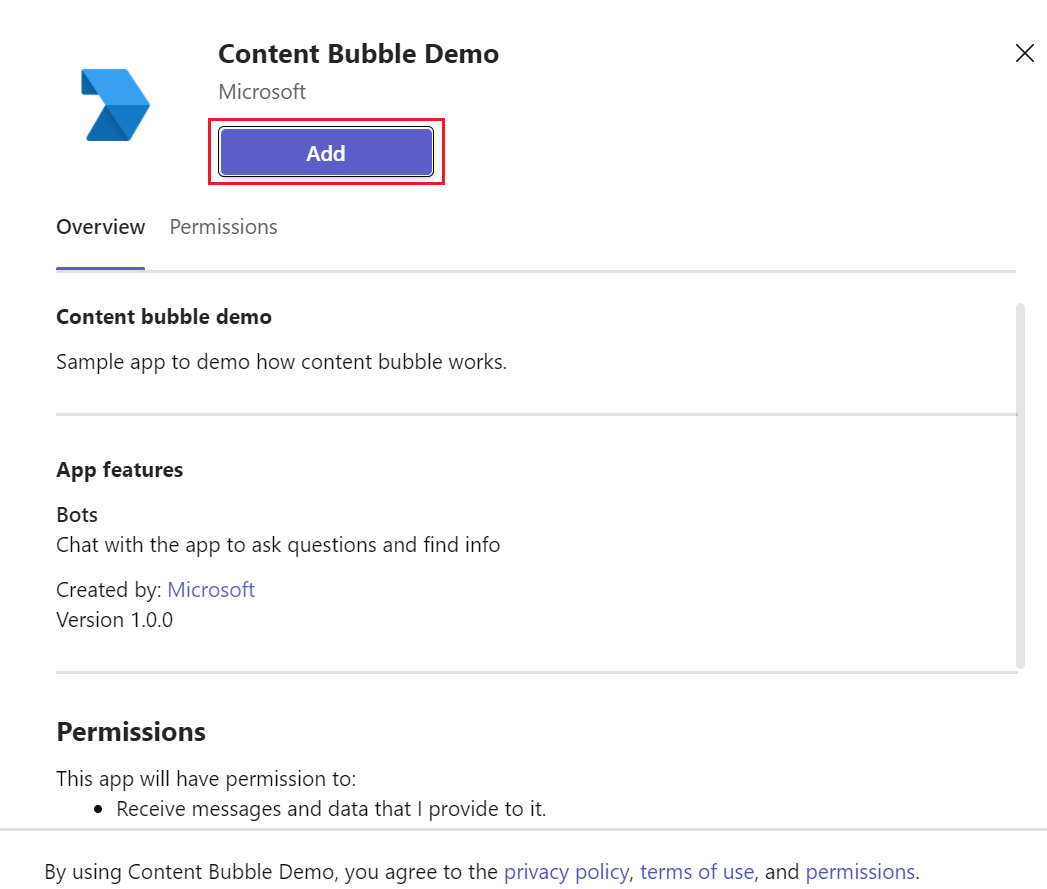 Content Bubble Demo
Microsoft
Add
Overview Permissions
Content bubble demo
Sample app to demo how content bubble works.
App features
Bots
Chat with the app to ask questions and find info
Created by: Microsoft
Version 1.0.0
Permissions
This app will have permission to:
• Receive messages and data that I provide to it.
By using Content Bubble Demo, you agree to the privacy policy, terms of use, and permissions.